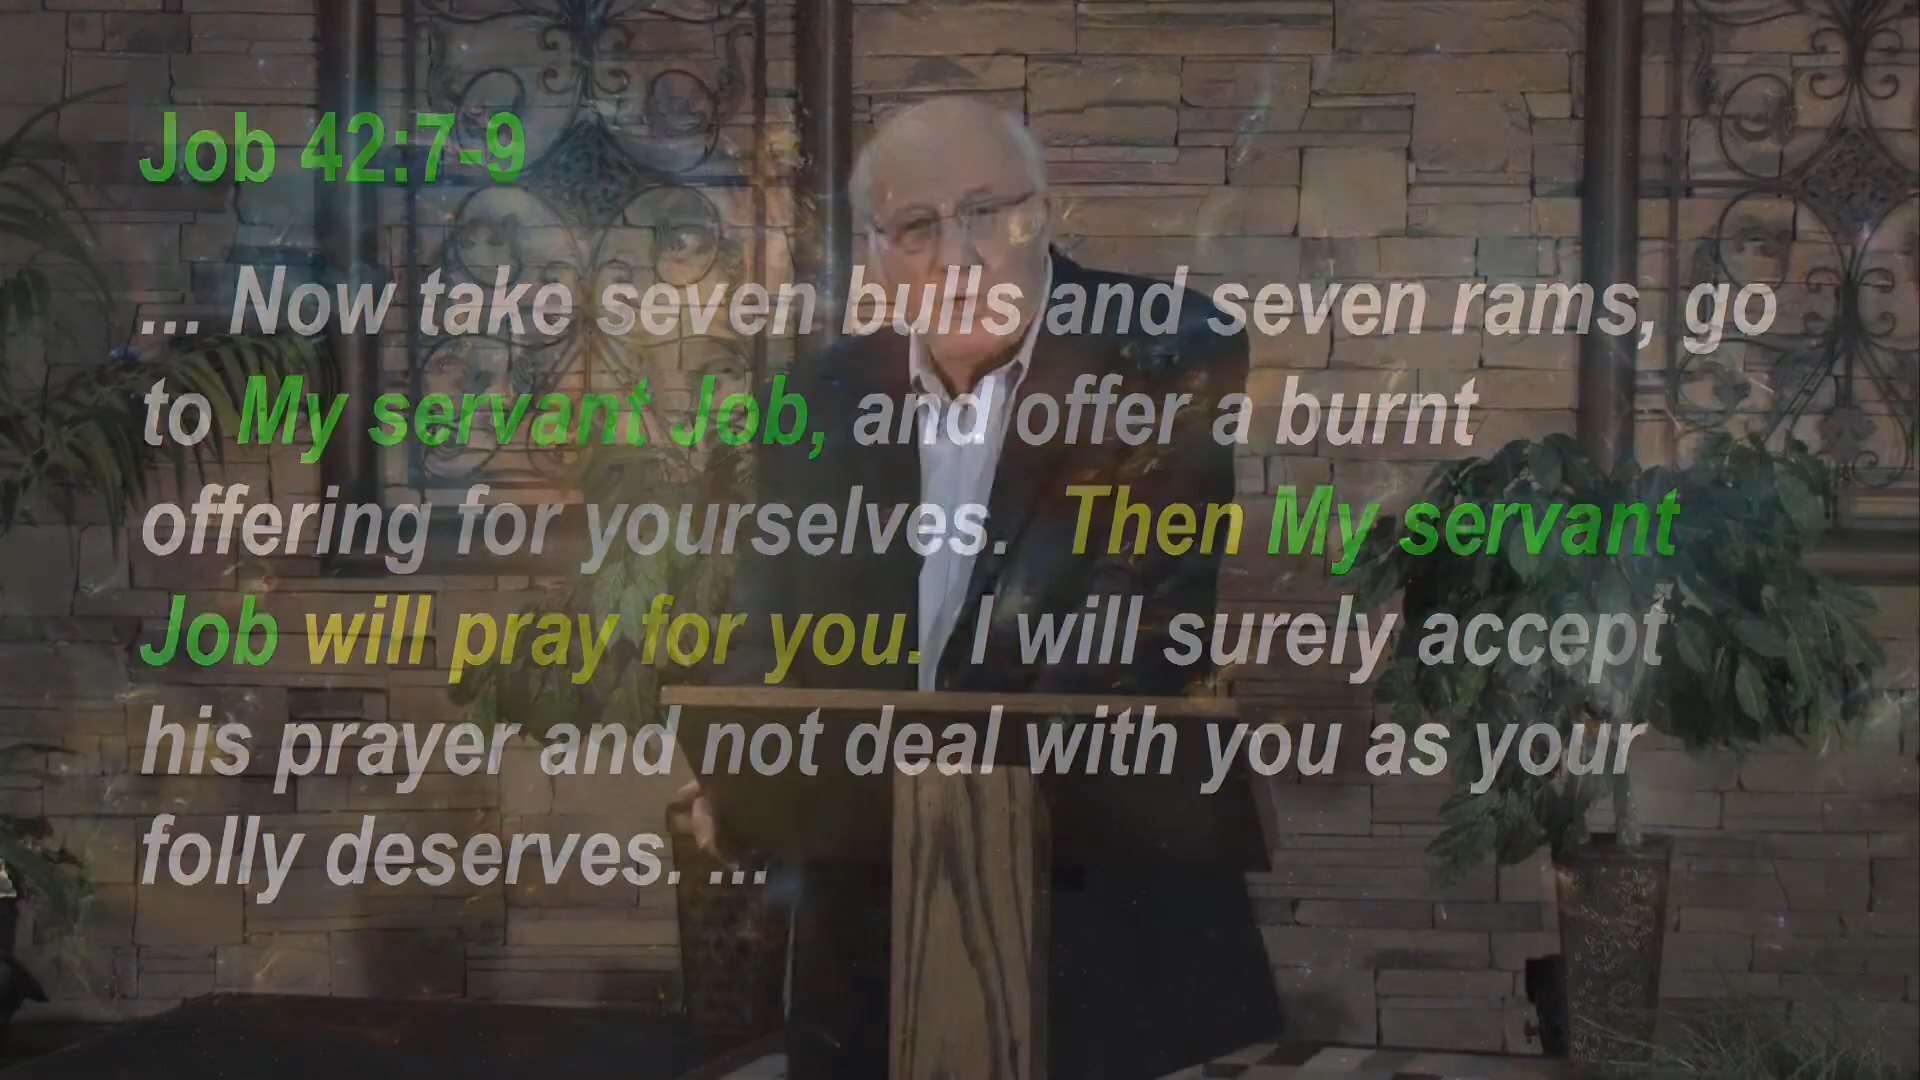 Job 42:7-9
... Now take seven bulls and seven rams, go
to My servant Job, and offer a burnt
offering for yourselves. Then My servant
Job will pray for you. I will surely accept
his prayer and not deal with you as your
folly deserves. ...